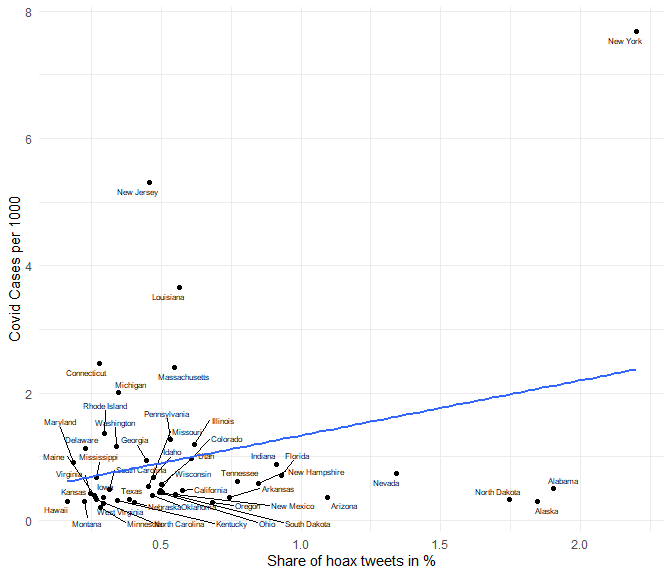 8
New York
6
New Jersey
Covid Cases per 1000
4
Louisiana
Connecticut
Massachusetts
Michigan
2
Rhode Island
Pennsylvania
Maryland
Washington
Illinois
Missouri
Delaware
Georgia
Colorado
Maine
Mississippi
Idaho
Utah
Indiana
Florida
South Carolina
Virginia
Wisconsin
Tennessee
New Hampshire
Nevada
Iowa
Kansas
Texas
California
Arkansas
North Dakota
Alabama
Hawaii
West Virginia
Nebraska
Oklahoma
Oregon
New Mexico
Arizona
Alaska
Montana
Minnesota
North Carolina
Kentucky
Ohio
South Dakota
0
0.5
1.0
1.5
2.0
Share of hoax tweets in %